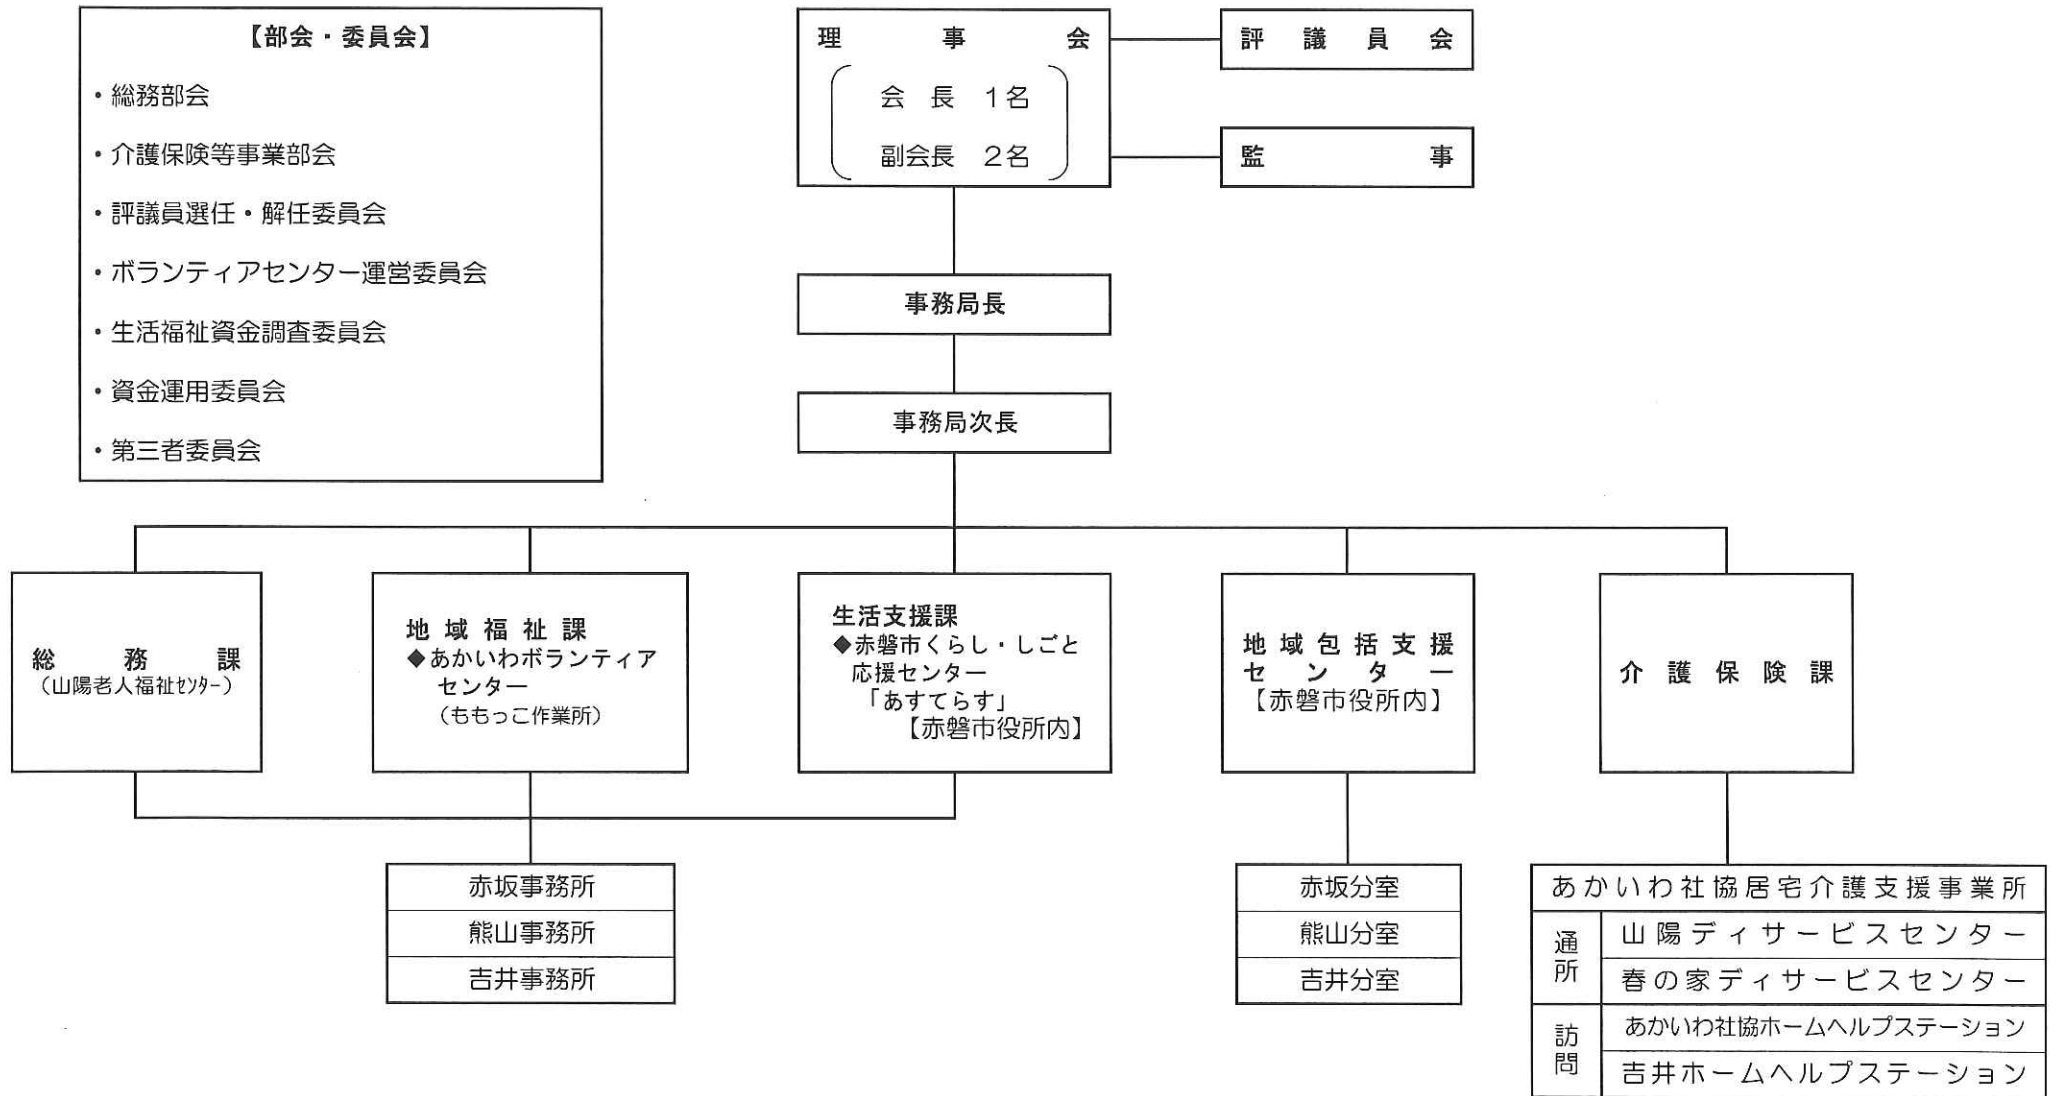 【部会・委員会】
・総務部会
・介護保険等事業部会
・評議員選任・解任委員会
・ボランティアセンター運営委員会
・生活福祉資金調査委員会
・資金運用委員会
・第三者委員会
理事会
会長 1名
副会長 2名
評議員会
監事
事務局長
事務局次長
総務課
（山陽老人福祉ｾﾝﾀｰ）
地域福祉課
◆あかいわボランティア
センター
（ももっこ作業所）
生活支援課
◆赤磐市くらし・しごと
応援センター
「あすてらす」
【赤磐市役所内】
地域包括支援
センター
【赤磐市役所内】
介護保険課
赤坂事務所
熊山事務所
吉井事務所
赤坂分室
熊山分室
吉井分室
あかいわ社協居宅介護支援事業所
通所
山陽ディサービスセンター
春の家ディサービスセンター
訪問
あかいわ社協ホームヘルプステーション
吉井ホームヘルプステーション